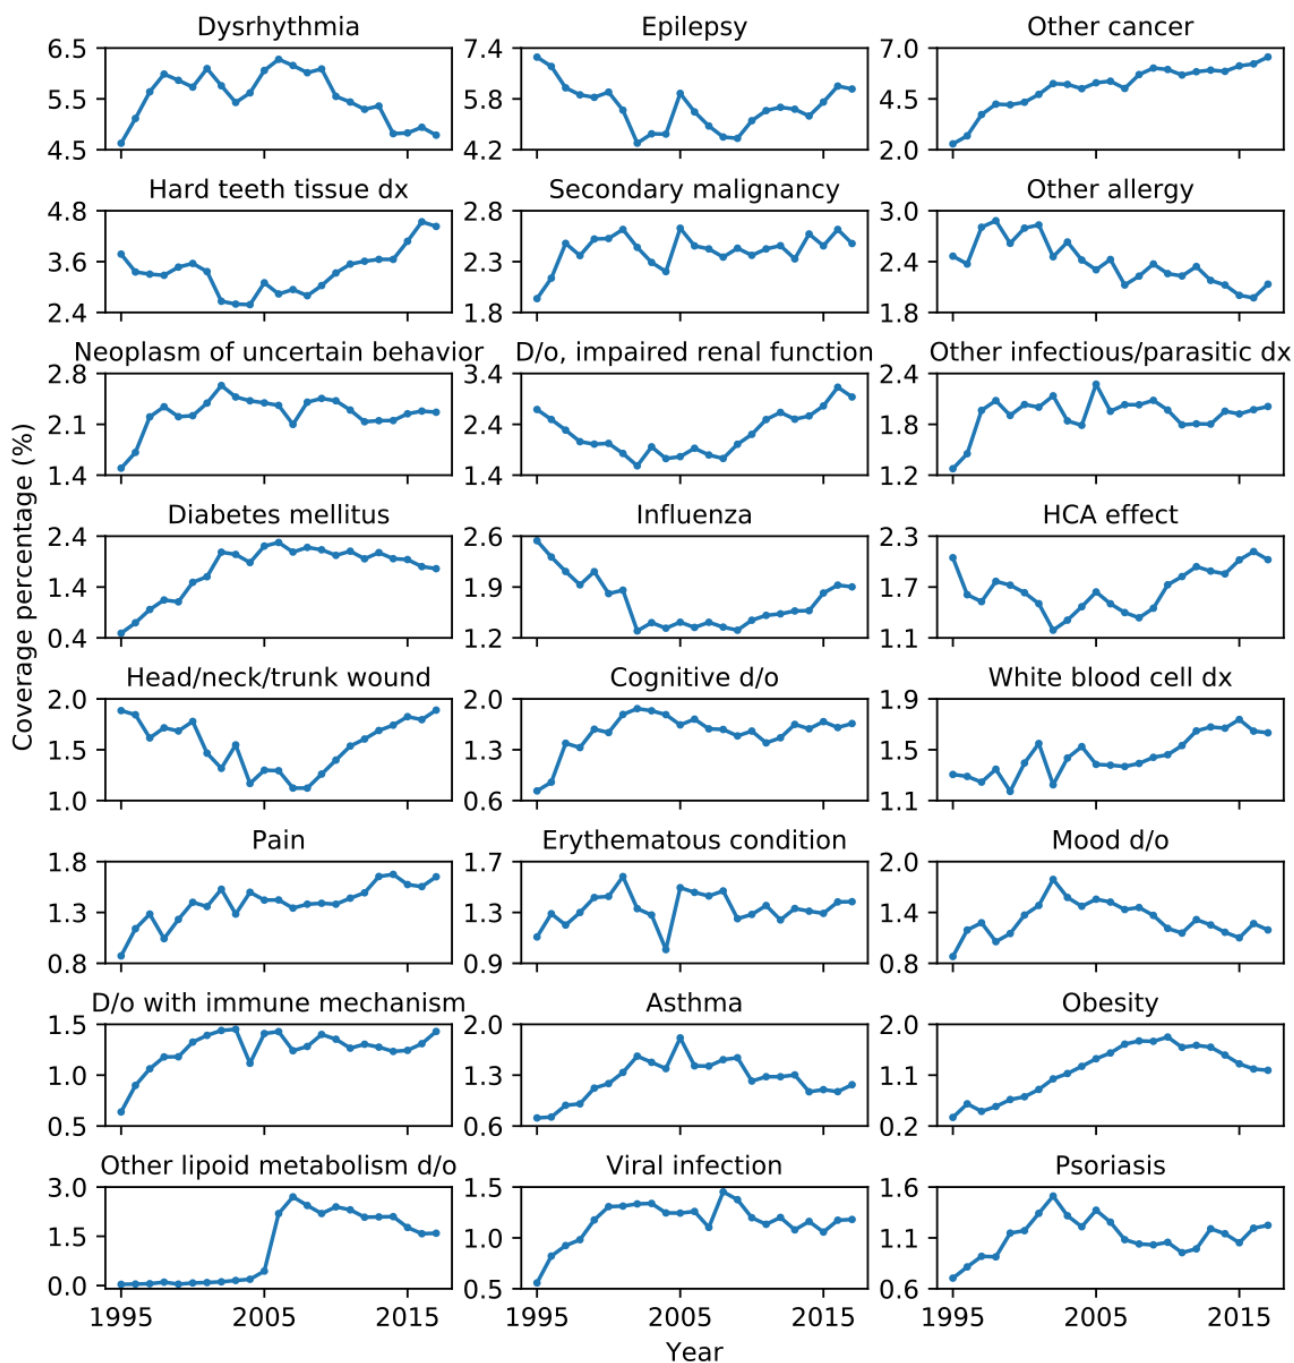 Dysrhythmia
6.5
5.5
4.5
Epilepsy
7.4
5.8
4.2
Other cancer
7.0
4.5
2.0
Hard teeth tissue dx
4.8
3.6
2.4
Secondary malignancy
2.8
2.3
1.8
Other allergy
3.0
2.4
1.8
Neoplasm of uncertain behavior
2.8
2.1
1.4
D/o, impaired renal function
3.4
2.4
1.4
Other infectious/parasitic dx
2.4
1.8
1.2
Coverage percentage (%)
Diabetes mellitus
2.4
1.4
0.4
Influenza
2.6
1.9
1.2
HCA effect
2.3
1.7
1.1
Head/neck/trunk wound
2.0
1.5
1.0
Cognitive d/o
2.0
1.3
0.6
White blood cell dx
1.9
1.5
1.1
Pain
1.8
1.3
0.8
Erythematous condition
1.7
1.3
0.9
Mood d/o
2.0
1.4
0.8
D/o with immune mechanism
1.5
1.0
0.5
Asthma
2.0
1.3
0.6
Obesity
2.0
1.1
0.2
Other lipoid metabolism d/o
3.0
1.5
0.0
1995 2005 2015
Viral infection
1.5
1.0
0.5
1995 2005 2015
Psoriasis
1.6
1.1
0.6
1995 2005 2015
Year